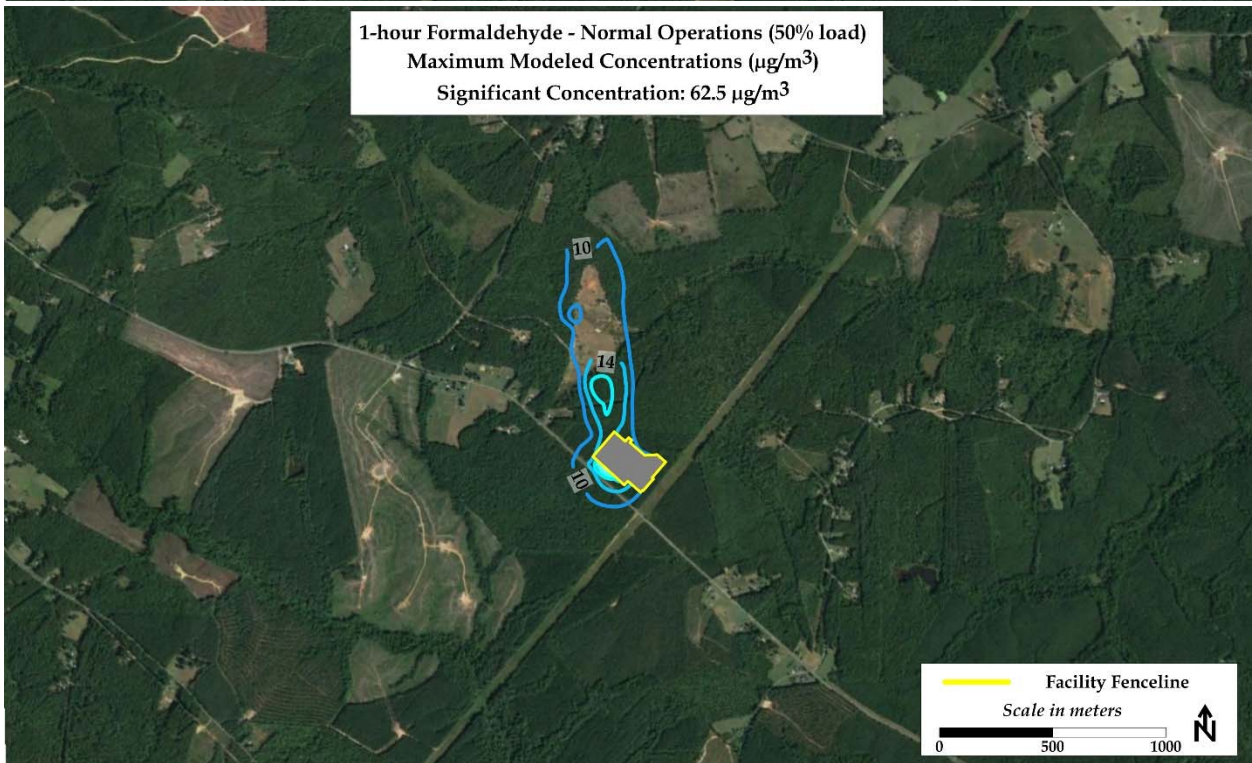 1-hour Formaldehyde - Normal Operations (50% load)
Maximum Modeled Concentrations (µg/m³)
Significant Concentration: 62.5 µg/m³
10
14
10
Facility Fenceline
Scale in meters
0 500 1000
N